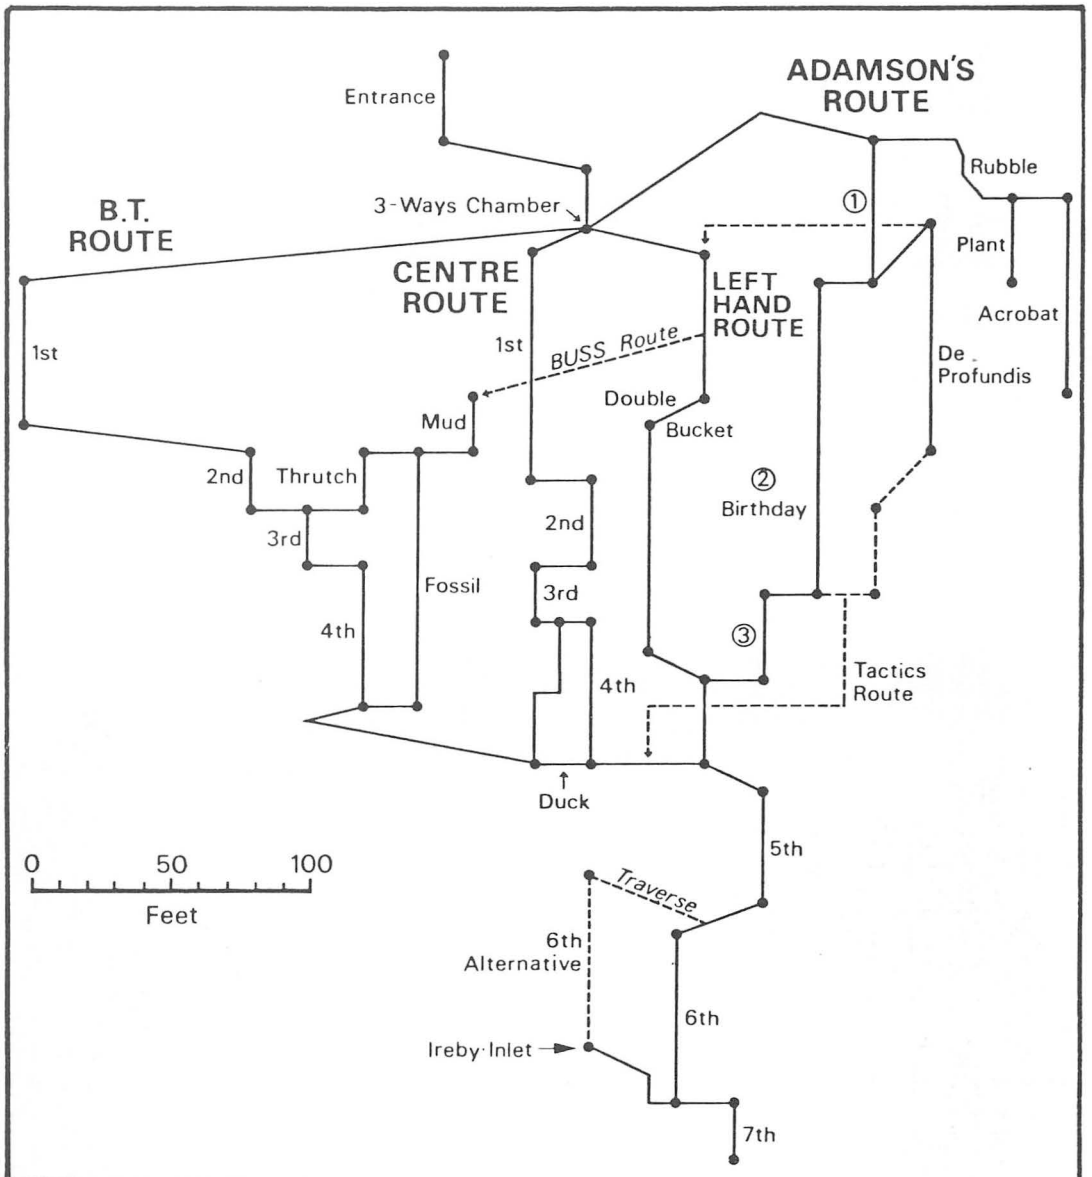 Entrance
ADAMSON'S
ROUTE
Rubble
3-Ways Chamber
B.T.
ROUTE
①
Plant
CENTRE
ROUTE
LEFT
HAND
ROUTE
Acrobat
1st
1st
BUSS Route
De
Profundis
Double
Bucket
Mud
2nd
Thrutch
②
Birthday
2nd
3rd
Fossil
3rd
4th
③
4th
Tactics
Route
Duck
0 50 100
Feet
5th
Traverse
6th
Alternative
6th
Ireby Inlet
7th